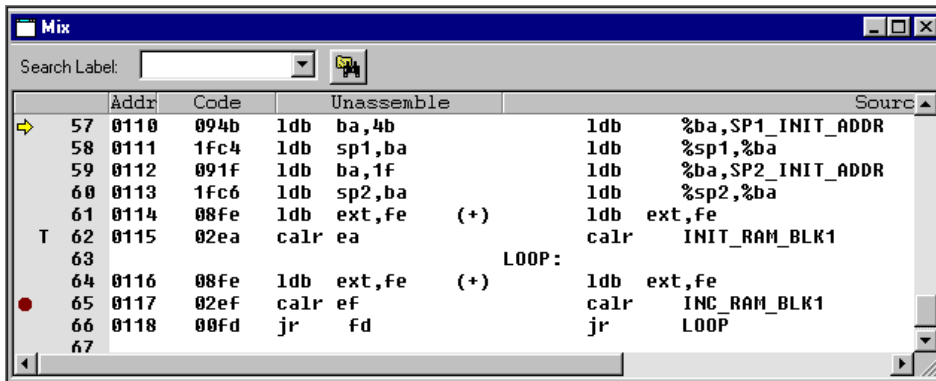 Mix
Search Label:
Addr Code Unassemble Sourc
57 0110 094b ldb ba,4b ldb %ba,SP1_INIT_ADDR
58 0111 1fc4 ldb sp1,ba ldb %sp1,%ba
59 0112 091f ldb ba,1f ldb %ba,SP2_INIT_ADDR
60 0113 1fc6 ldb sp2,ba ldb %sp2,%ba
61 0114 08fe ldb ext,fe (+) ldb ext,fe
T 62 0115 02ea calr ea calr INIT_RAM_BLK1
63 LOOP:
64 0116 08fe ldb ext,fe (+) ldb ext,fe
65 0117 02ef calr ef calr INC_RAM_BLK1
66 0118 00fd jr fd jr LOOP
67